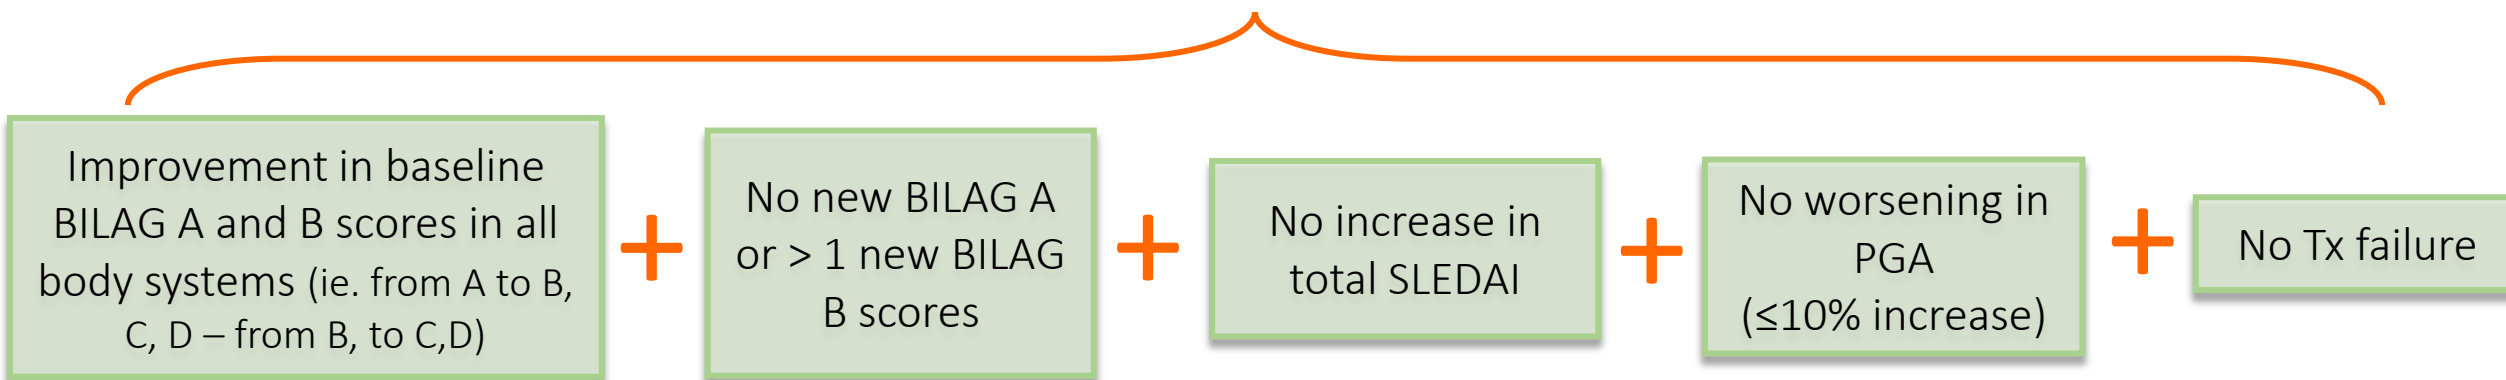 Improvement in baseline
BILAG A and B scores in all
body systems (ie. from A to B,
C, D – from B, to C,D)
+
No new BILAG A
or > 1 new BILAG
B scores
+
No increase in
total SLEDAI
+
No worsening in
PGA
(≤10% increase)
+
No Tx failure